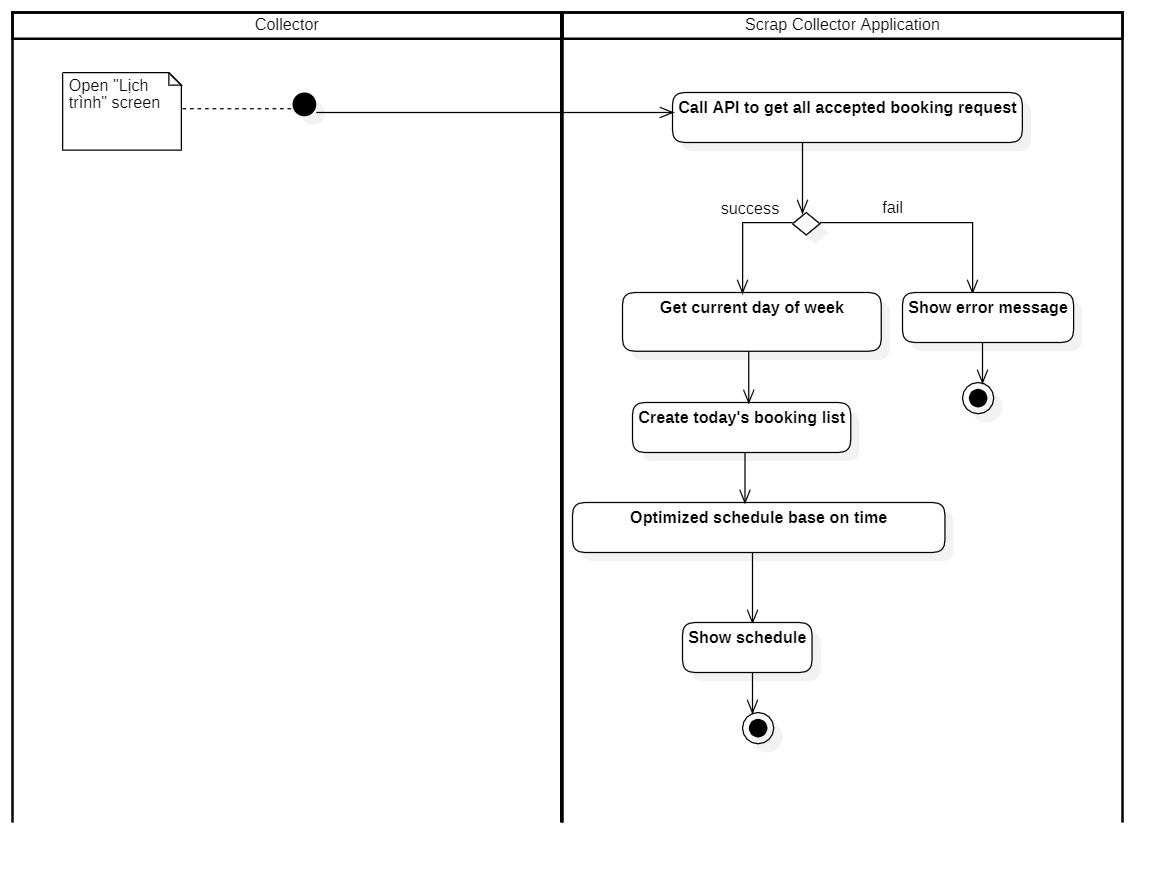 Collector
Scrap Collector Application
Open "Lịch
trình" screen
Call API to get all accepted booking request
success
fail
Get current day of week
Show error message
Create today's booking list
Optimized schedule base on time
Show schedule